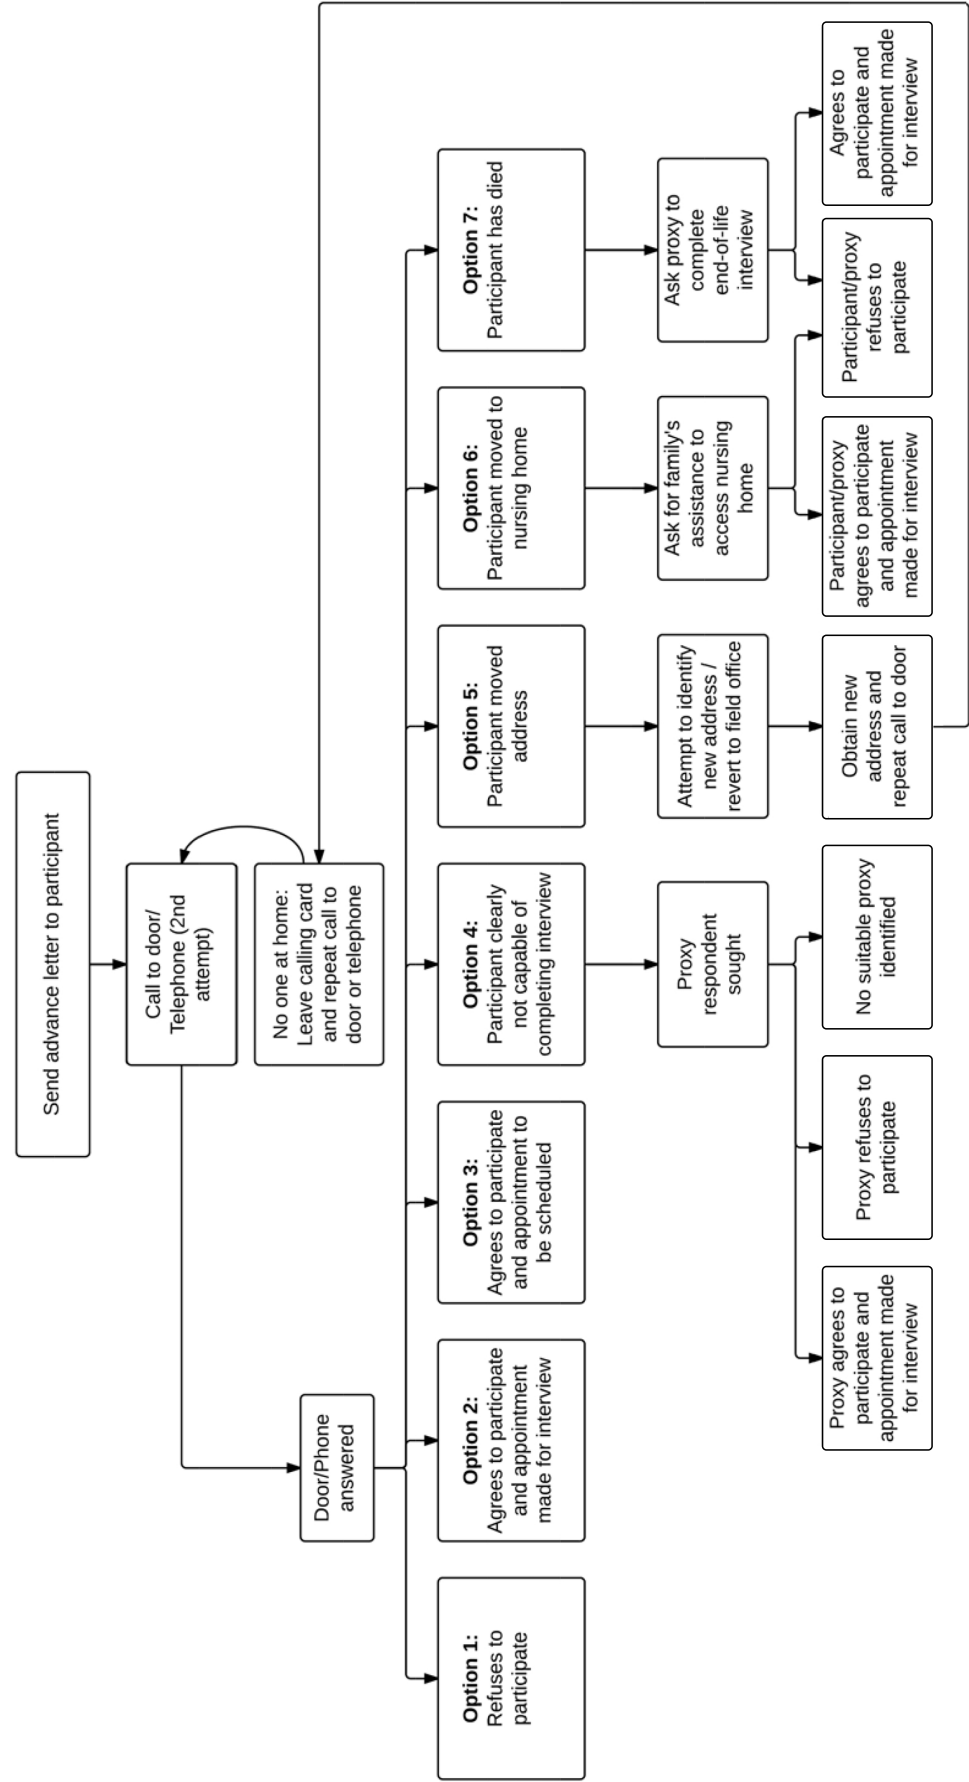 Send advance letter to participant
Call to door/
Telephone (2nd
attempt)
No one at home:
Leave calling card
and repeat call to
door or telephone
Door/Phone
answered
Option 1:
Refuses to
participate
Option 2:
Agrees to participate
and appointment
made for interview
Option 3:
Agrees to participate
and appointment to
be scheduled
Option 4:
Participant clearly
not capable of
completing interview
Option 5:
Participant moved
address
Option 6:
Participant moved to
nursing home
Option 7:
Participant has died
Proxy
respondent
sought
Attempt to identify
new address /
revert to field office
Ask for family's
assistance to
access nursing
home
Ask proxy to
complete
end-of-life
interview
Proxy agrees to
participate and
appointment made
for interview
Proxy refuses to
participate
No suitable proxy
identified
Obtain new
address and
repeat call to door
Participant/proxy
agrees to participate
and appointment
made for interview
Participant/proxy
refuses to
participate
Agrees to
participate and
appointment made
for interview